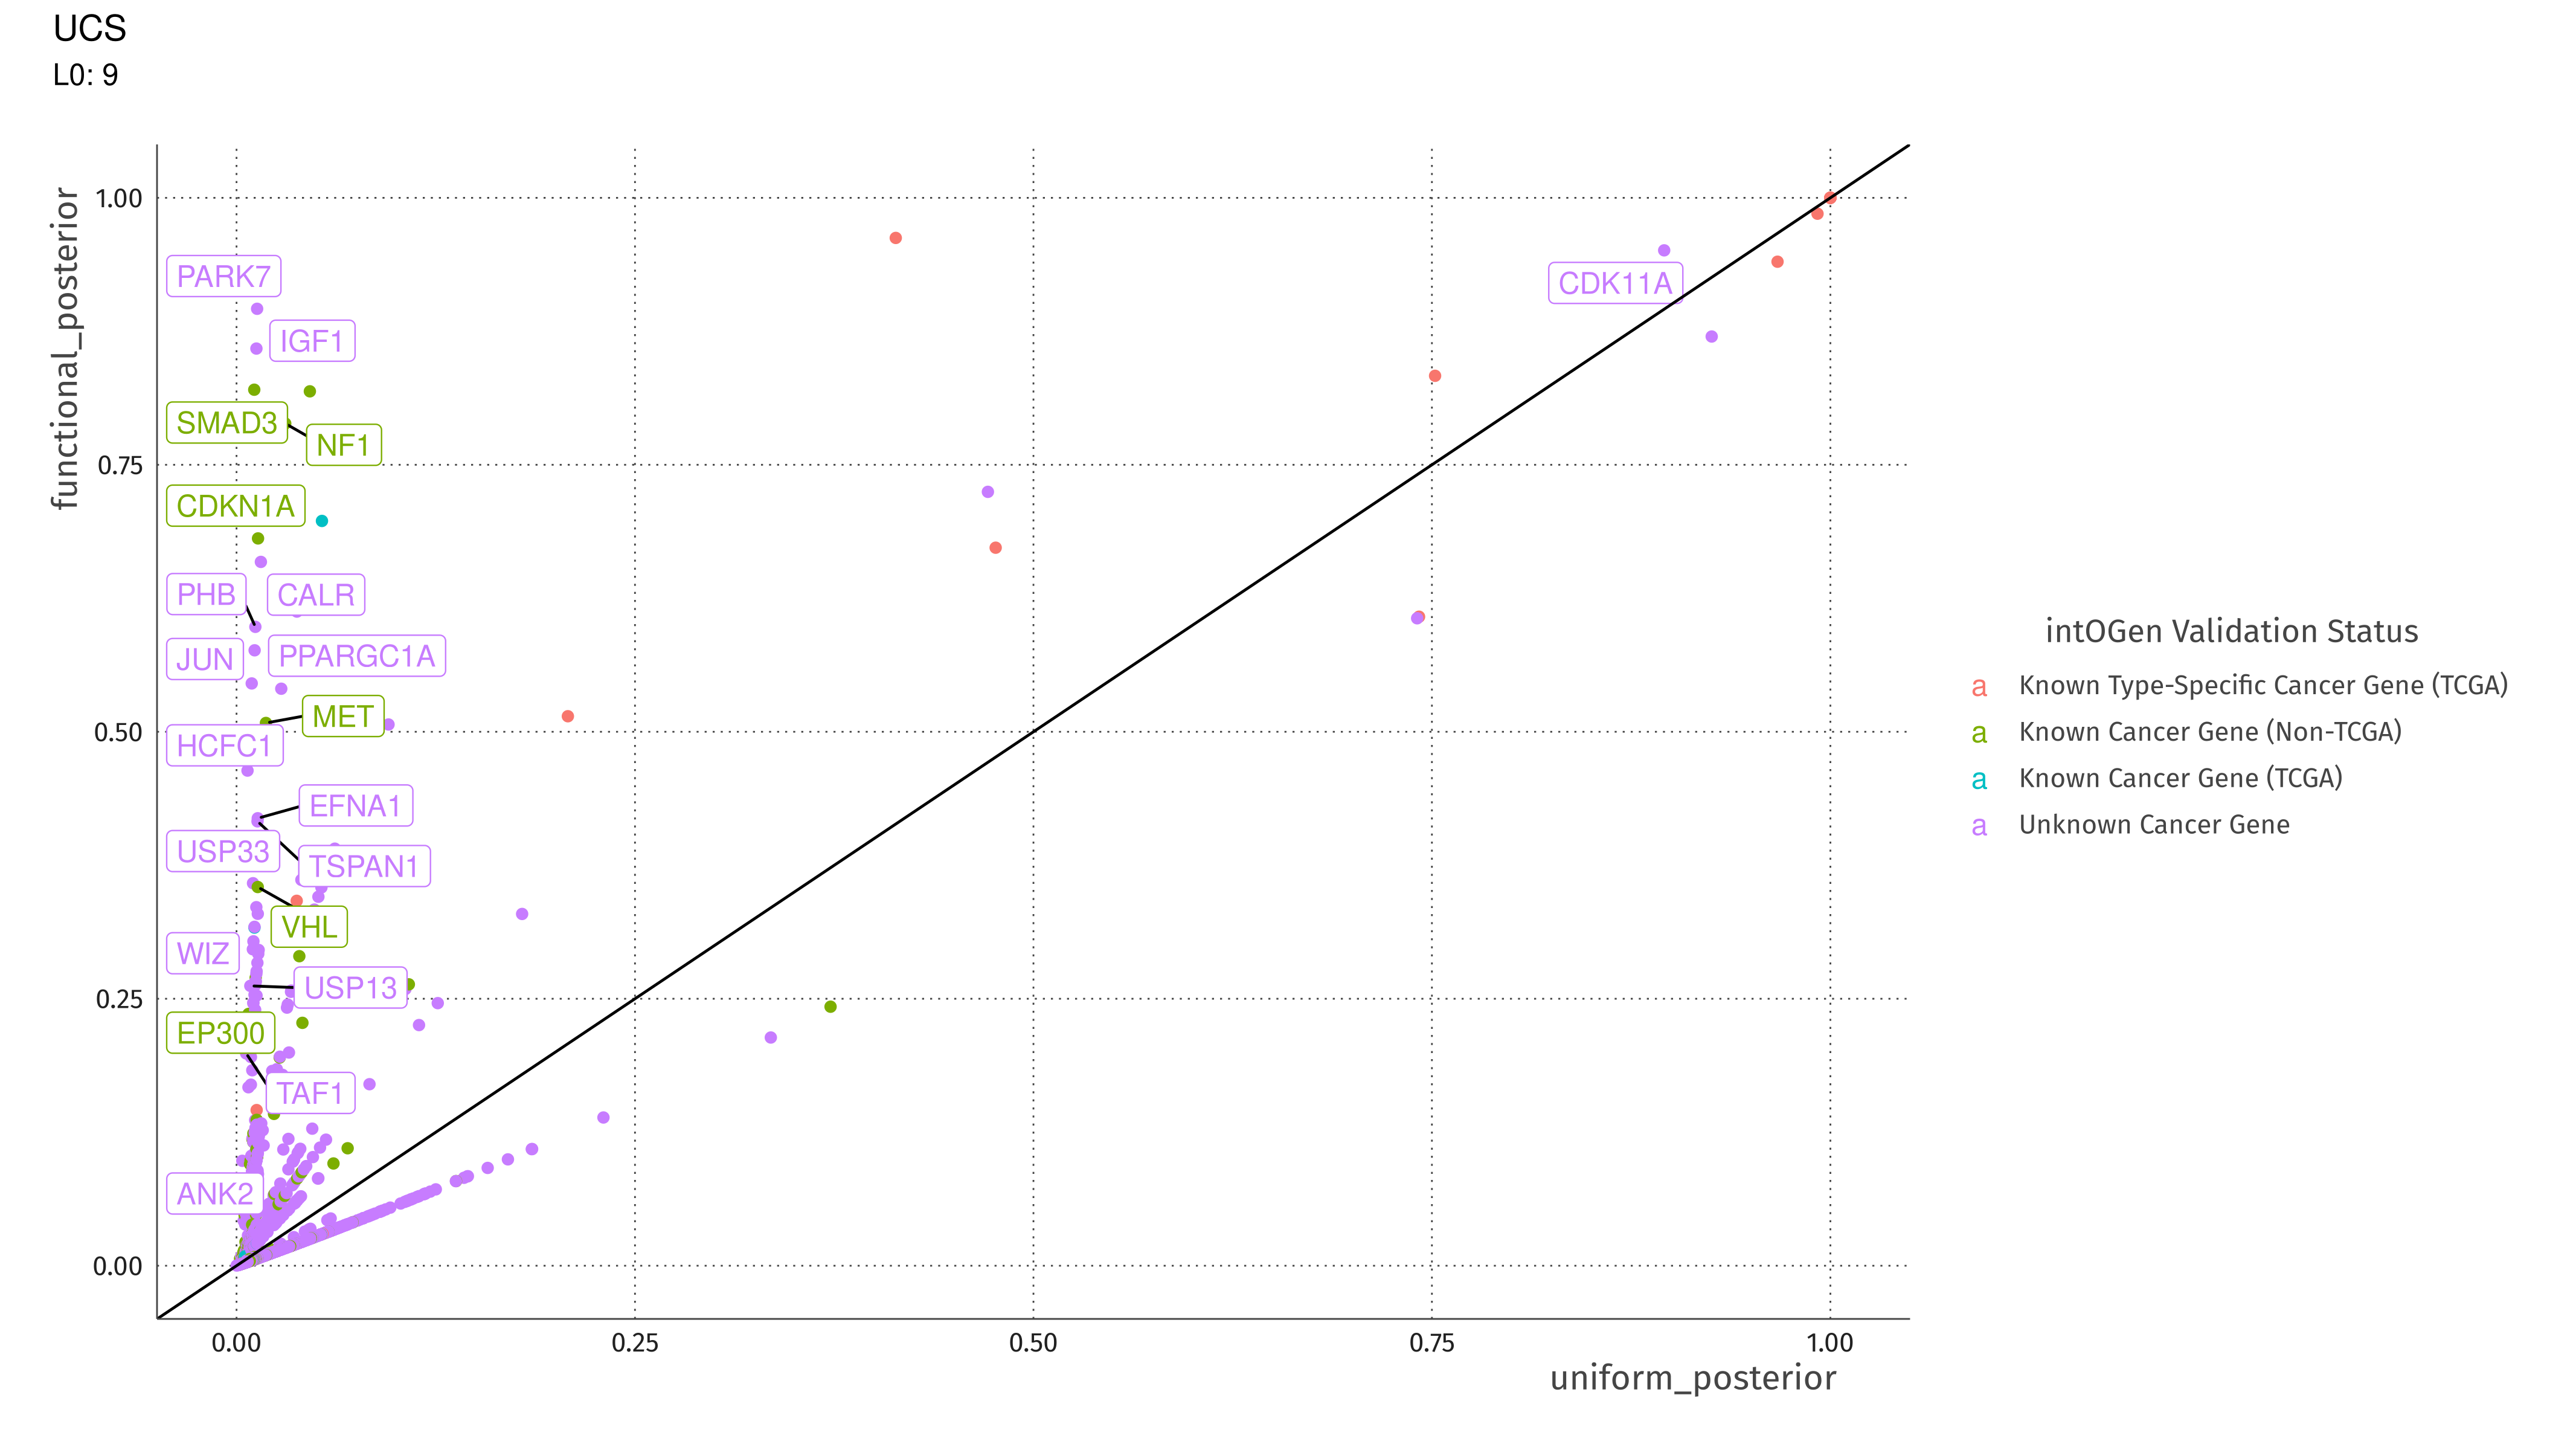 UCS
L0: 9
functional_posterior
1.00
0.75
0.50
0.25
0.00
PARK7
IGF1
CDK11A
SMAD3
NF1
CDKN1A
PHB
CALR
JUN
PPARGC1A
MET
HCFC1
EFNA1
USP33
TSPAN1
VHL
WIZ
USP13
EP300
TAF1
ANK2
0.00
0.25
0.50
0.75
1.00
uniform_posterior
intOGen Validation Status
a Known Type-Specific Cancer Gene (TCGA)
a Known Cancer Gene (Non-TCGA)
a Known Cancer Gene (TCGA)
a Unknown Cancer Gene